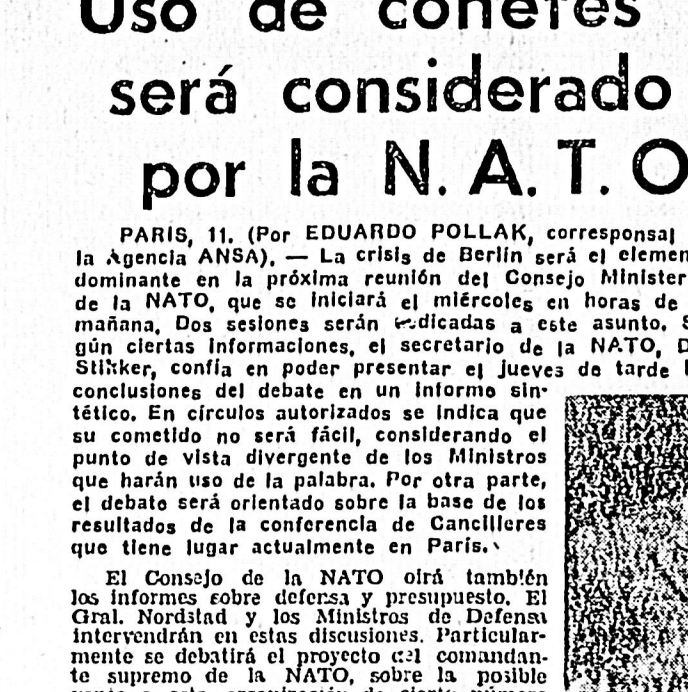 Uso de cohetes
será considerado
por la N. A. T. O
PARIS, 11. (Por EDUARDO POLLAK, corresponsal
la Agencia ANSA). — La crisis de Berlín será el elemen
dominante en la próxima reunión del Consejo Minister
de la NATO, que se iniciará el miércoles en horas de
mañana. Dos sesiones serán dedicadas a este asunto. S
gún ciertas informaciones, el secretario de la NATO, D
Stikker, confía en poder presentar el jueves de tarde l
conclusiones del debate en un informe sin-
tético. En círculos autorizados se indica que
su cometido no será fácil, considerando el
punto de vista divergente de los Ministros
que harán uso de la palabra. Por otra parte,
el debate será orientado sobre la base de los
resultados de la conferencia de Cancilleres
que tiene lugar actualmente en París.
El Consejo de la NATO oirá también
los informes sobre defensa y presupuesto. El
Gral. Nordstad y los Ministros de Defensa
intervendrán en estas discusiones. Particular-
mente se debatirá el proyecto del comandan-
te supremo de la NATO, sobre la posible